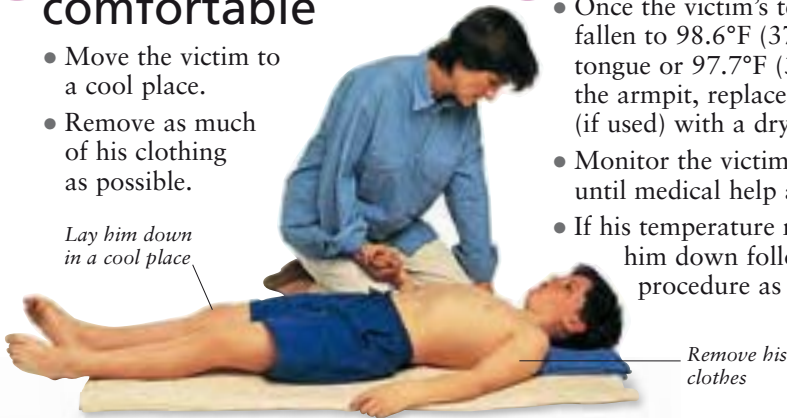 comfortable
• Move the victim to
a cool place.
• Remove as much
of his clothing
as possible.
Lay him down
in a cool place
• Once the victim's
fallen to 98.6°F
tongue or 97.7°F
the armpit, replace
(if used) with a dry
• Monitor the victim
until medical help
• If his temperature
him down
procedure as
Remove his
clothes